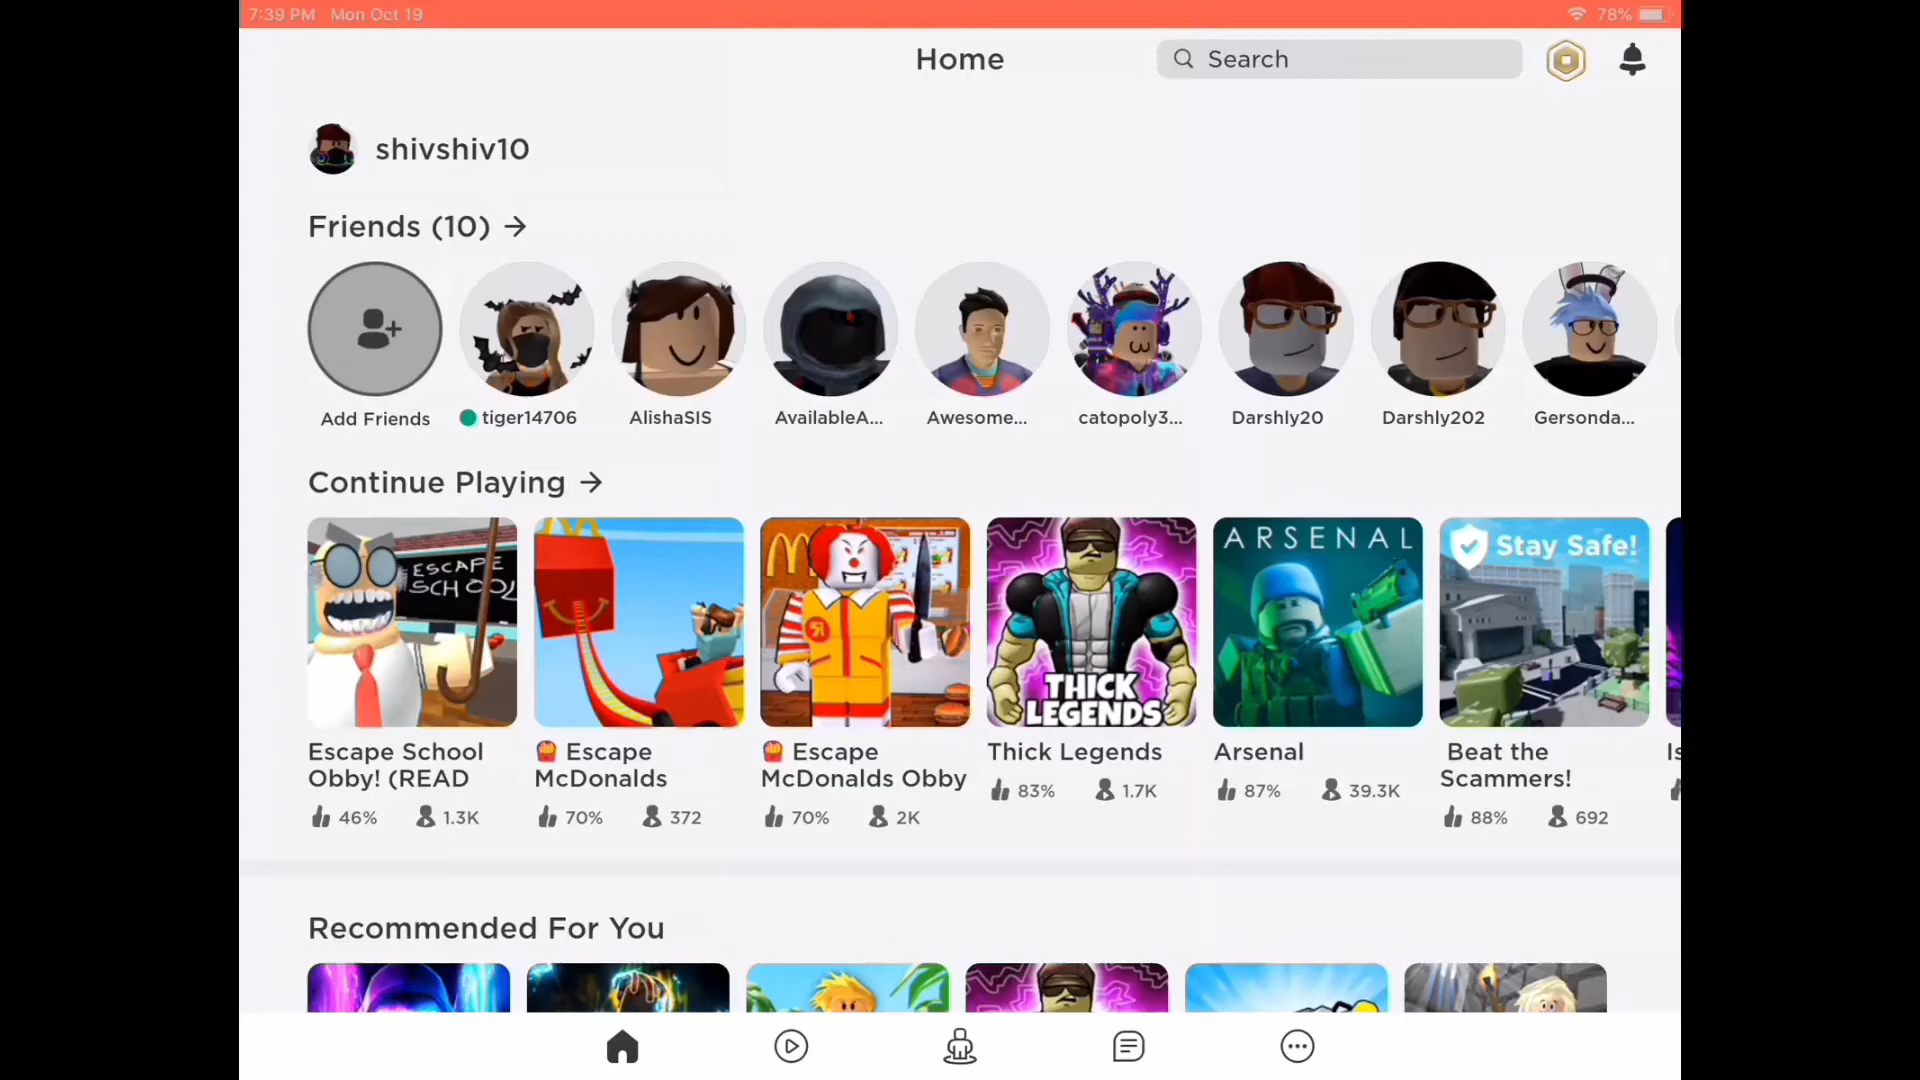 7:39 PM Mon Oct 19 78%
Home
Search
shivshiv10
Friends (10) →
Add Friends tiger14706 AlishaSIS AvailableA... Awesome... catopoly3... Darshly20 Darshly202 Gersonda...
Continue Playing →
ESCAPE
SCHOOL
THICK
LEGENDS
ARSENAL
Stay Safe!
Escape School
Obby! (READ
46% 1.3K
Escape
McDonalds
70% 372
Escape
McDonalds Obby
70% 2K
Thick Legends
83% 1.7K
Arsenal
87% 39.3K
Beat the
Scammers!
88% 692
Is
Recommended For You